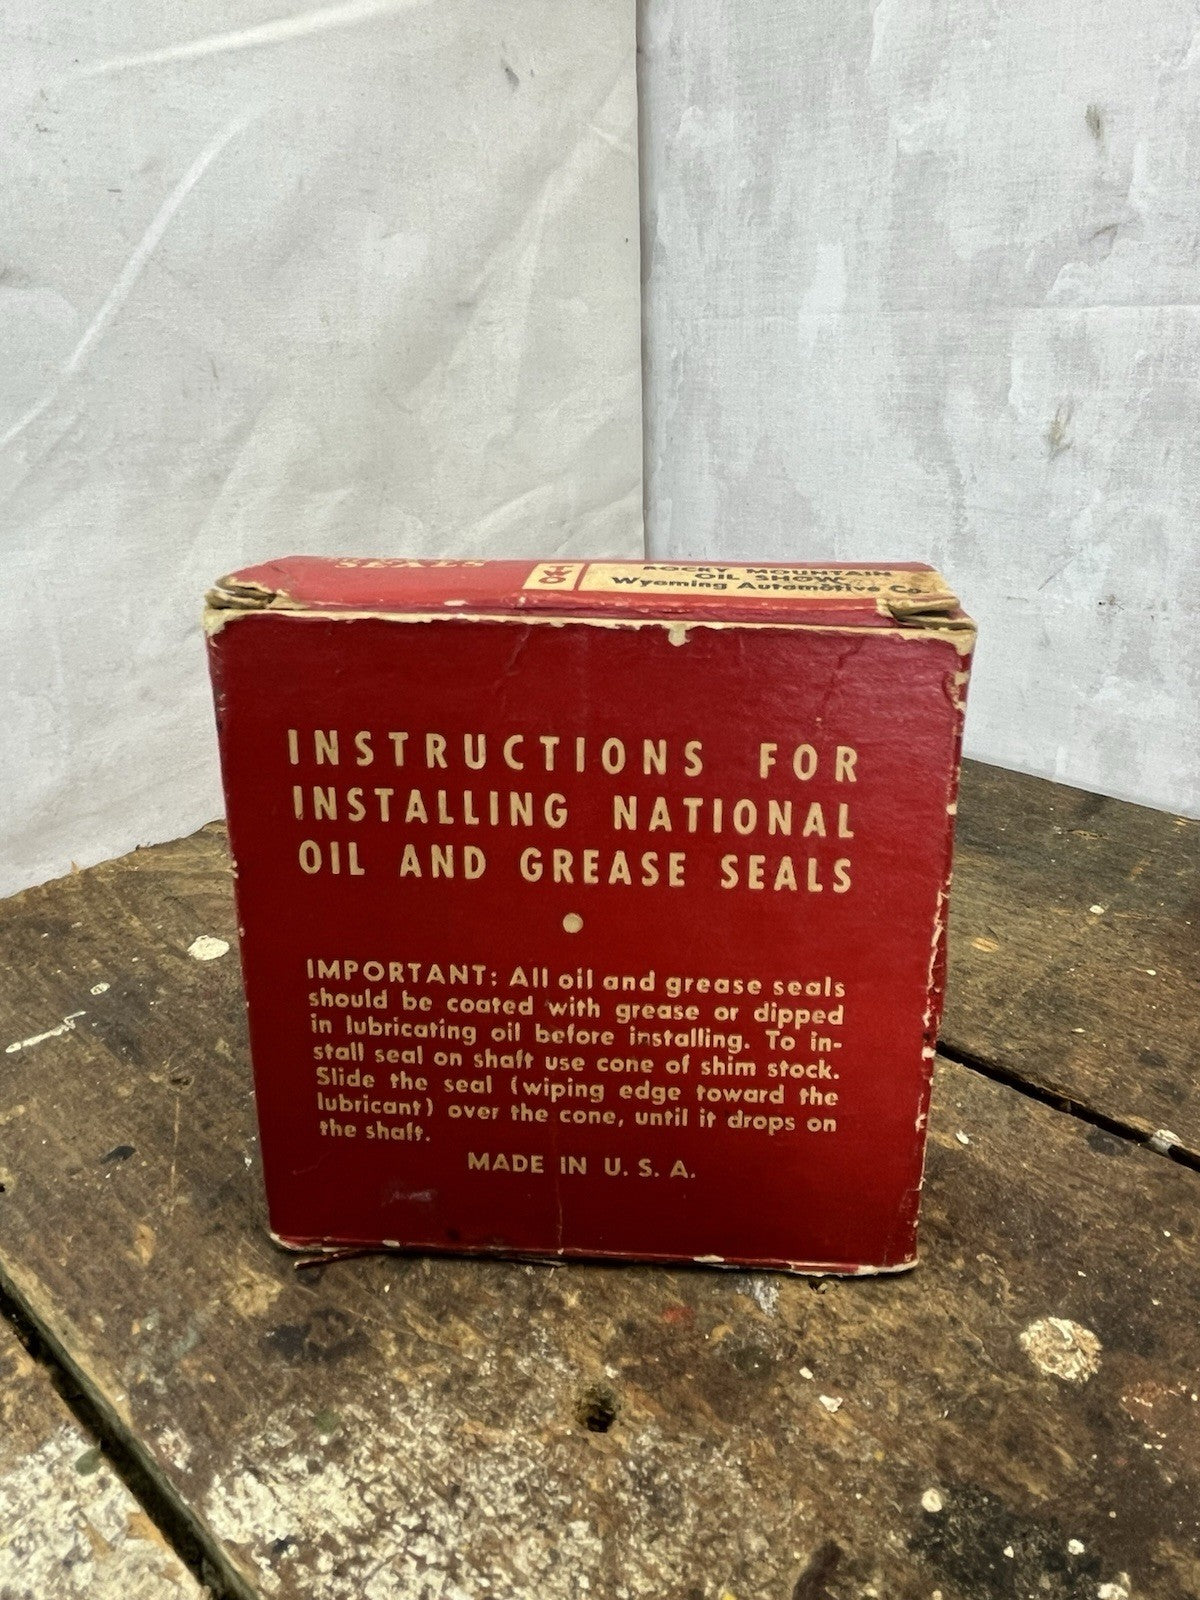 SEALS
ROCKY MOUNTAIN
OIL SHOW
Wyoming Automotive Co.
INSTRUCTIONS FOR
INSTALLING NATIONAL
OIL AND GREASE SEALS
IMPORTANT: All oil and grease seals
should be coated with grease or dipped
in lubricating oil before installing. To in-
stall seal on shaft use cone of shim stock.
Slide the seal (wiping edge toward the
lubricant) over the cone, until it drops on
the shaft.
MADE IN U. S. A.